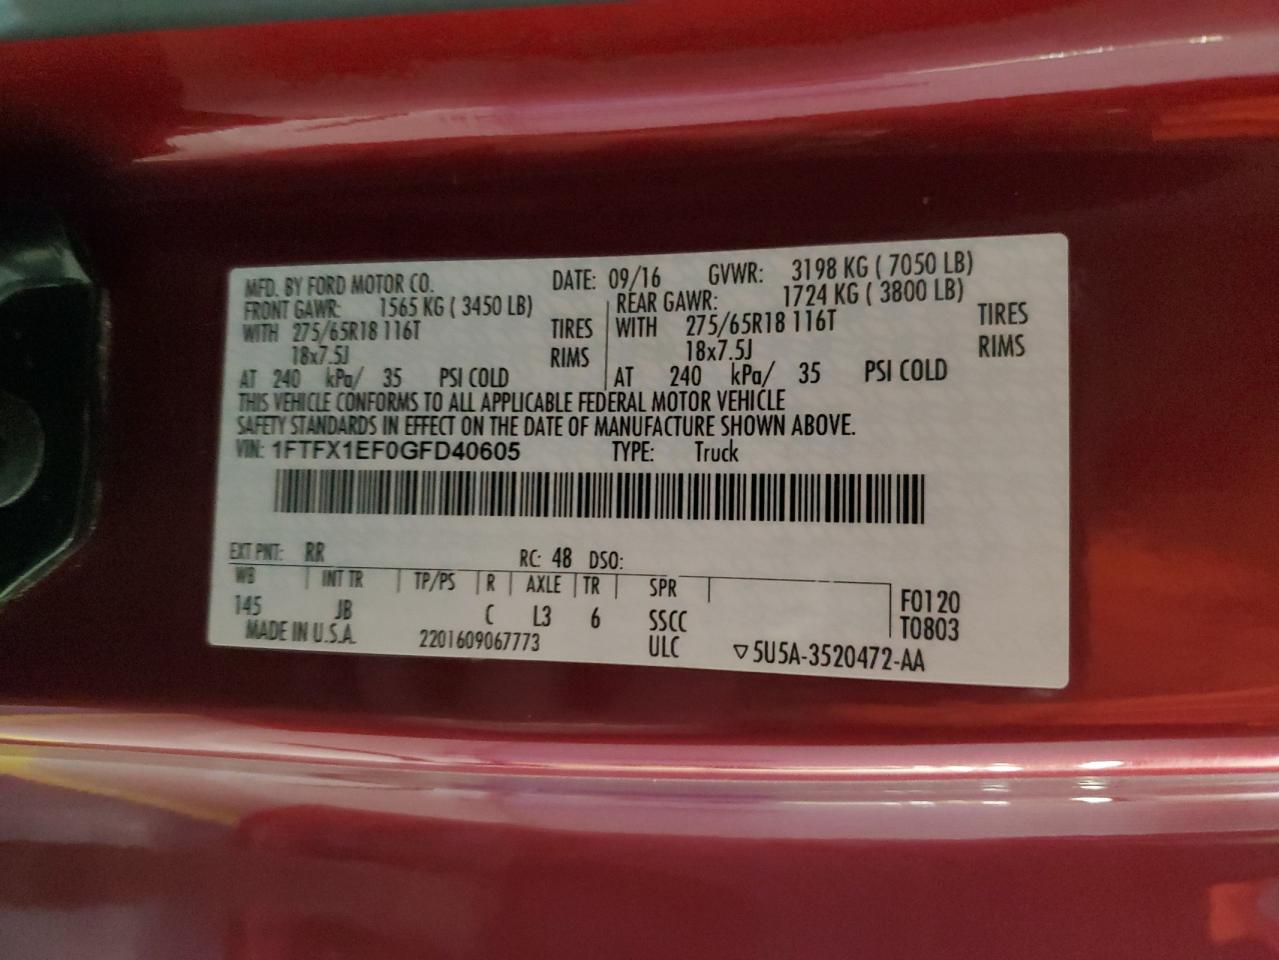 MFD. BY FORD MOTOR CO. DATE: 09/16 GVWR: 3198 KG ( 7050 LB)
FRONT GAWR: 1565 KG ( 3450 LB) REAR GAWR: 1724 KG ( 3800 LB)
WITH 275/65R18 116T TIRES WITH 275/65R18 116T TIRES
18x7.5J RIMS 18x7.5J RIMS
AT 240 kPa/ 35 PSI COLD AT 240 kPa/ 35 PSI COLD
THIS VEHICLE CONFORMS TO ALL APPLICABLE FEDERAL MOTOR VEHICLE
SAFETY STANDARDS IN EFFECT ON THE DATE OF MANUFACTURE SHOWN ABOVE.
VIN: 1FTFX1EF0GFD40605 TYPE: Truck
EXT PNT: RR RC: 48 DSO:
WB INT TR TP/PS R AXLE TR SPR F0120
145 JB C L3 6 SSCC T0803
MADE IN U.S.A. 2201609067773 ULC ▽5U5A-3520472-AA